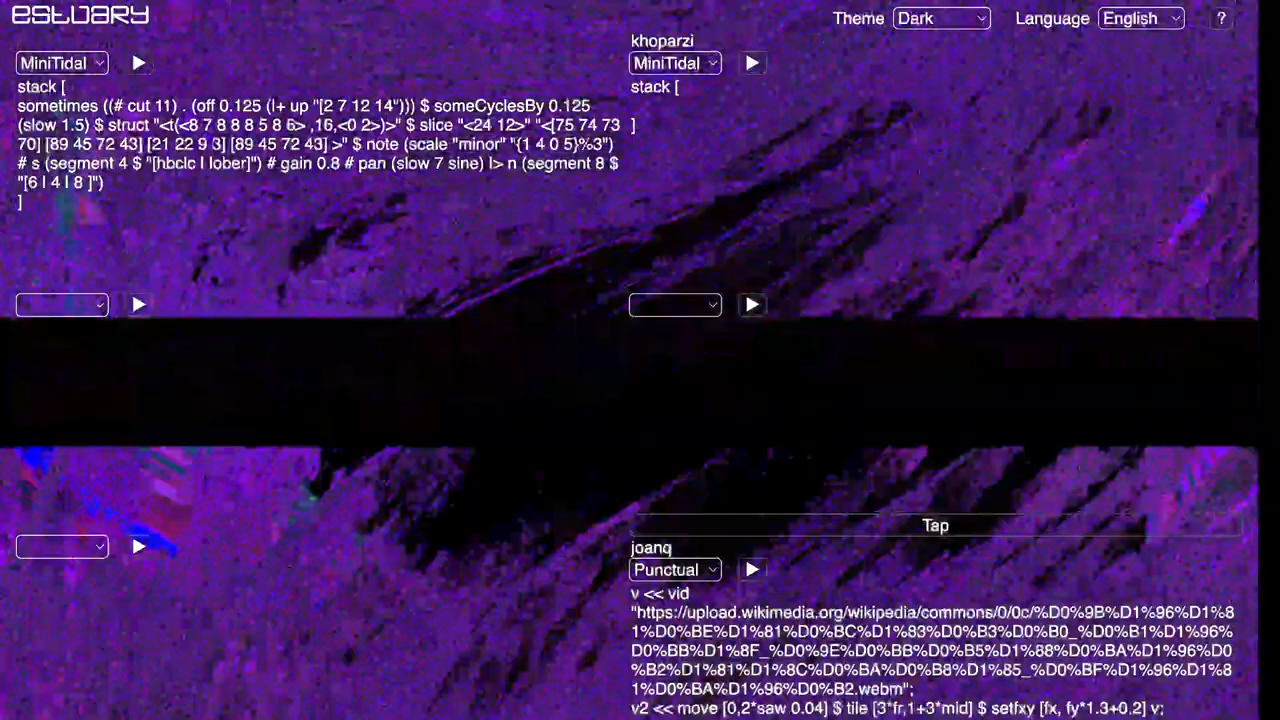 estuary
Theme Dark Language English ?
khoparzi
MiniTidal
MiniTidal
stack [
stack [
sometimes ((# cut 11) . (off 0.125 (|+ up "[2 7 12 14"))) $ someCyclesBy 0.125
(slow 1.5) $ struct "<t(<8 7 8 8 8 5 8 6> ,16,<0 2>)>" $ slice "<24 12>" "<[75 74 73
]
70] [89 45 72 43] [21 22 9 3] [89 45 72 43] >" $ note (scale "minor" "{1 4 0 5}%3")
# s (segment 4 $ "[hbclc | lober]") # gain 0.8 # pan (slow 7 sine) |> n (segment 8 $
"[6 | 4 | 8 ]")
]
Tap
joanq
Punctual
v << vid
"https://upload.wikimedia.org/wikipedia/commons/0/0c/%D0%9B%D1%96%D1%8
1%D0%BE%D1%81%D0%BC%D1%83%D0%B3%D0%B0_%D0%B1%D1%96%
D0%BB%D1%8F_%D0%9E%D0%BB%D0%B5%D1%88%D0%BA%D1%96%D0
%B2%D1%81%D1%8C%D0%BA%D0%B8%D1%85_%D0%BF%D1%96%D1%8
1%D0%BA%D1%96%D0%B2.webm";
v2 << move [0,2*saw 0.04] $ tile [3*fr,1+3*mid] $ setfxy [fx, fy*1.3+0.2] v;